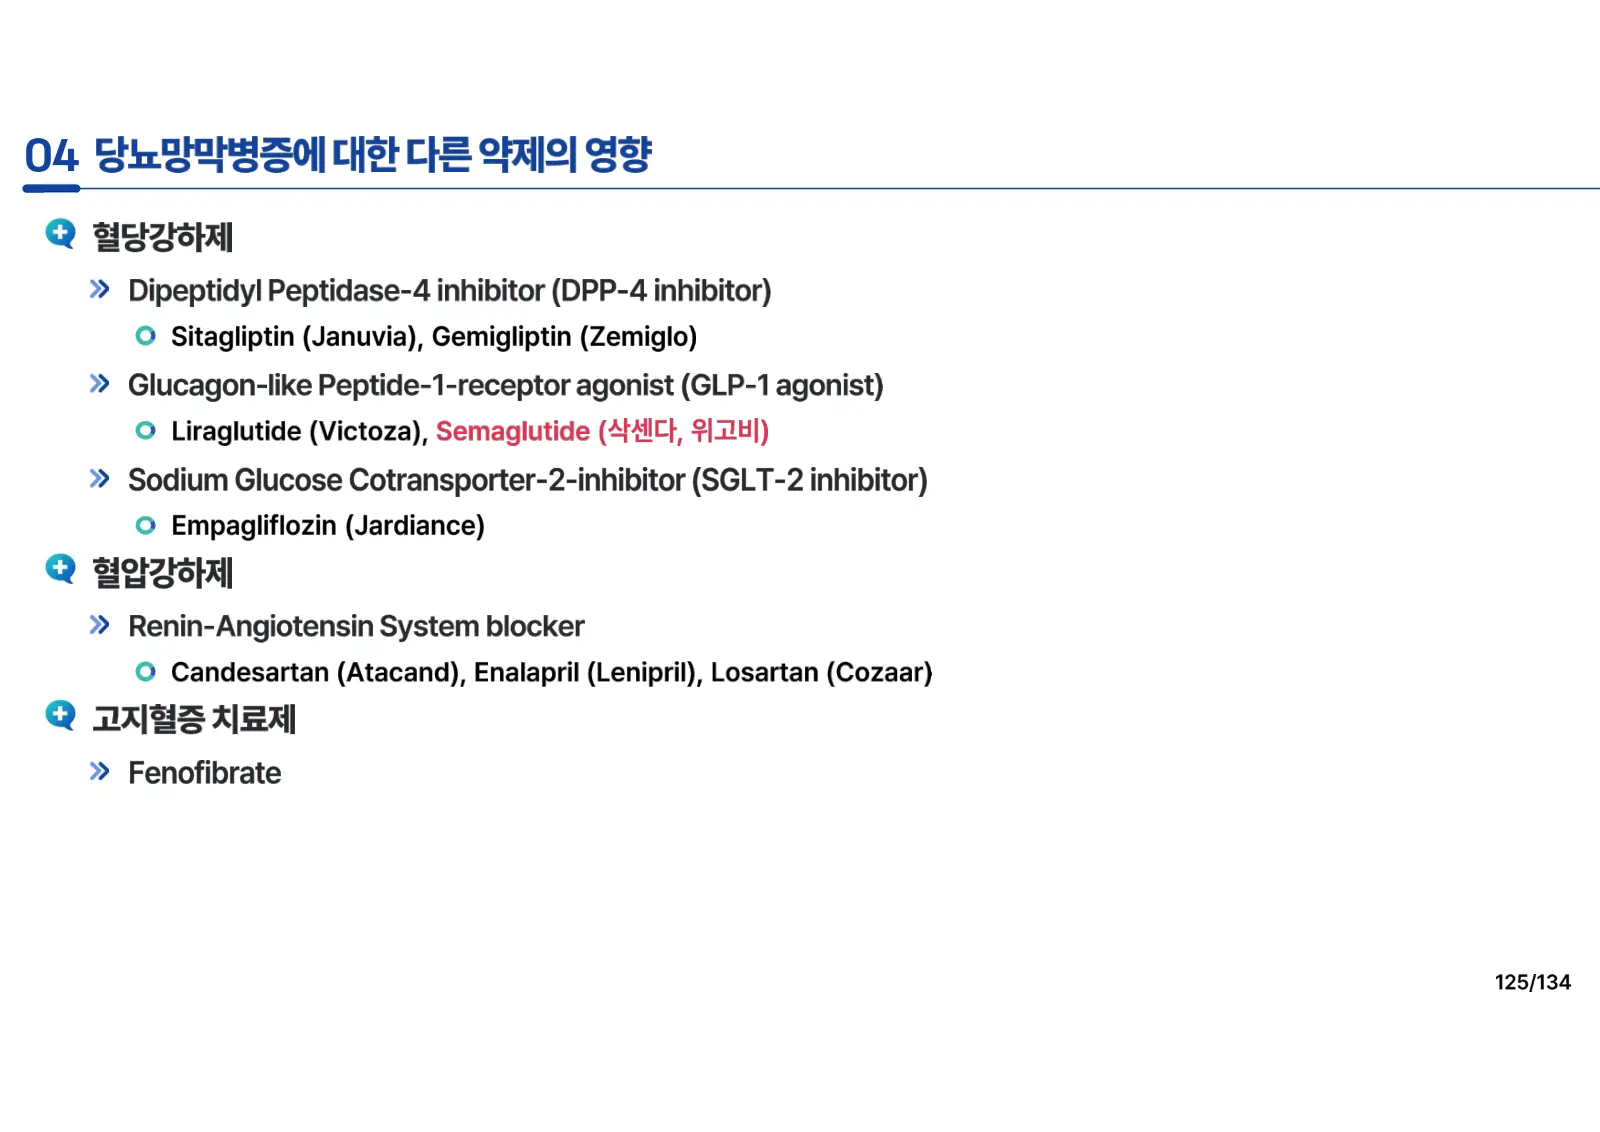 04 당뇨망막병증에 대한 다른 약제의 영향
혈당강하제
Dipeptidyl Peptidase-4 inhibitor (DPP-4 inhibitor)
Sitagliptin (Januvia), Gemigliptin (Zemiglo)
Glucagon-like Peptide-1-receptor agonist (GLP-1 agonist)
Liraglutide (Victoza), Semaglutide (삭센다, 위고비)
Sodium Glucose Cotransporter-2-inhibitor (SGLT-2 inhibitor)
Empagliflozin (Jardiance)
혈압강하제
Renin-Angiotensin System blocker
Candesartan (Atacand), Enalapril (Lenipril), Losartan (Cozaar)
고지혈증 치료제
Fenofibrate
125/134